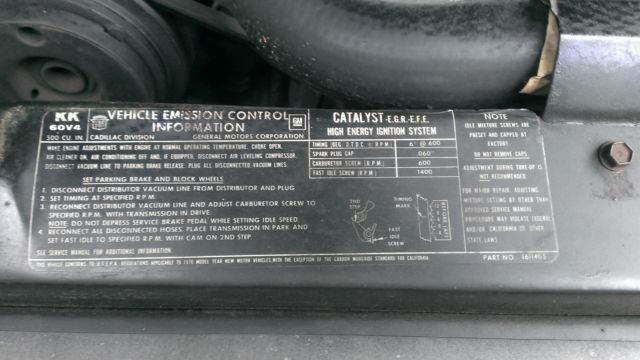 KK
60V4
500 CU. IN.
VEHICLE EMISSION CONTROL
INFORMATION
GM
CADILLAC DIVISION GENERAL MOTORS CORPORATION
MAKE ENGINE ADJUSTMENTS WITH ENGINE AT NORMAL OPERATING TEMPERATURE, CHOKE OPEN,
AIR CLEANER ON, AIR CONDITIONING OFF AND, IF EQUIPPED, DISCONNECT AIR LEVELING COMPRESSOR.
DISCONNECT VACUUM LINE TO PARKING BRAKE RELEASE. PLUG ALL DISCONNECTED VACUUM LINES.
SET PARKING BRAKE AND BLOCK WHEELS
1. DISCONNECT DISTRIBUTOR VACUUM LINE FROM DISTRIBUTOR AND PLUG
2. SET TIMING AT SPECIFIED R.P.M.
3. RECONNECT DISTRIBUTOR VACUUM LINE AND ADJUST CARBURETOR SCREW TO
SPECIFIED R.P.M. WITH TRANSMISSION IN DRIVE.
NOTE: DO NOT DEPRESS SERVICE BRAKE PEDAL WHILE SETTING IDLE SPEED
4. RECONNECT ALL DISCONNECTED HOSES. PLACE TRANSMISSION IN PARK AND
SET FAST IDLE TO SPECIFIED R.P.M. WITH CAM ON 2ND STEP.
SEE SERVICE MANUAL FOR ADDITIONAL INFORMATION
CATALYST-E.G.R.-E.F.E.
HIGH ENERGY IGNITION SYSTEM
TIMING (DEG. B.T.D.C. @ R.P.M.) 6° @ 600
SPARK PLUG GAP .060"
CARBURETOR SCREW (R.P.M.) 600
FAST IDLE SCREW (R.P.M.) 1400
2ND
STEP
TIMING
MARK
FAST
IDLE
SCREW
NOTE
IDLE MIXTURE SCREWS ARE
PRESET AND CAPPED AT
FACTORY.
DO NOT REMOVE CAPS
ADJUSTMENT DURING TUNE-UP IS
NOT RECOMMENDED
FOR MAJOR REPAIR, ADJUSTING
MIXTURE SETTING BY OTHER THAN
APPROVED SERVICE MANUAL
PROCEDURES MAY VIOLATE FEDERAL
AND/OR CALIFORNIA OR OTHER
STATE LAWS
THIS VEHICLE CONFORMS TO U.S.E.P.A. REGULATIONS APPLICABLE TO 1976 MODEL YEAR NEW MOTOR VEHICLES, WITH THE EXCEPTION OF THE CARBON MONOXIDE STANDARD FOR CALIFORNIA
PART NO. 1611405